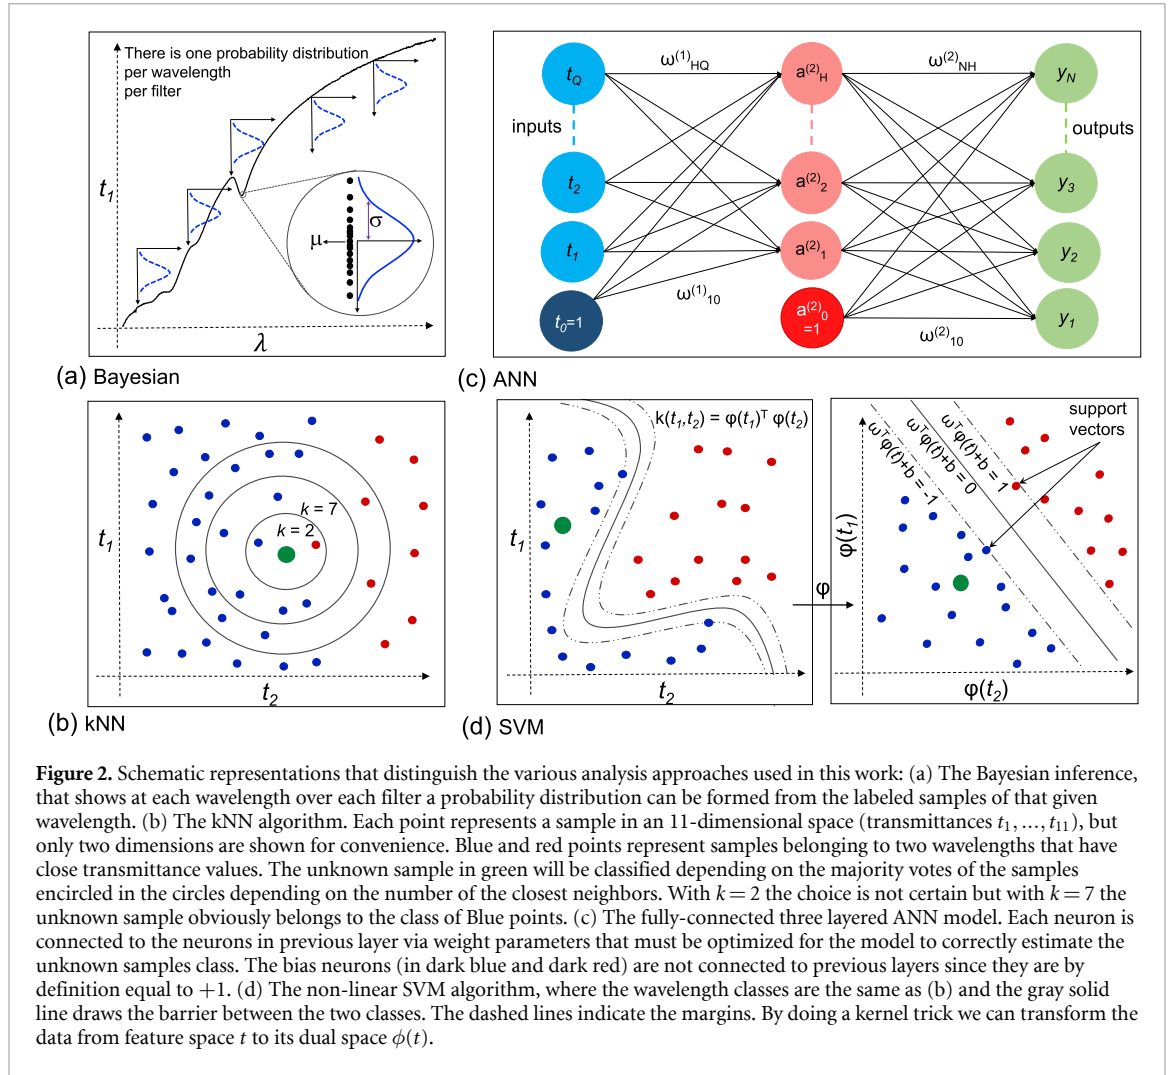 There is one probability distribution
per wavelength
per filter
t1
μ
σ
λ
(a) Bayesian
tQ
ω(1)HQ
a(2)H
ω(2)NH
yN
inputs
outputs
t2
a(2)2
y3
t1
a(2)1
y2
ω(1)10
t0=1
a(2)0
=1
y1
ω(2)10
(c) ANN
k = 7
k = 2
t1
t2
(b) kNN
k(t1,t2) = φ(t1)T φ(t2)
t1
t2
φ
support
vectors
ωTφ(t)+b = 1
ωTφ(t)+b = 0
ωTφ(t)+b = -1
φ(t1)
φ(t2)
(d) SVM
Figure 2. Schematic representations that distinguish the various analysis approaches used in this work: (a) The Bayesian inference,
that shows at each wavelength over each filter a probability distribution can be formed from the labeled samples of that given
wavelength. (b) The kNN algorithm. Each point represents a sample in an 11-dimensional space (transmittances t1, …, t11), but
only two dimensions are shown for convenience. Blue and red points represent samples belonging to two wavelengths that have
close transmittance values. The unknown sample in green will be classified depending on the majority votes of the samples
encircled in the circles depending on the number of the closest neighbors. With k = 2 the choice is not certain but with k = 7 the
unknown sample obviously belongs to the class of Blue points. (c) The fully-connected three layered ANN model. Each neuron is
connected to the neurons in previous layer via weight parameters that must be optimized for the model to correctly estimate the
unknown samples class. The bias neurons (in dark blue and dark red) are not connected to previous layers since they are by
definition equal to +1. (d) The non-linear SVM algorithm, where the wavelength classes are the same as (b) and the gray solid
line draws the barrier between the two classes. The dashed lines indicate the margins. By doing a kernel trick we can transform the
data from feature space t to its dual space ϕ(t).